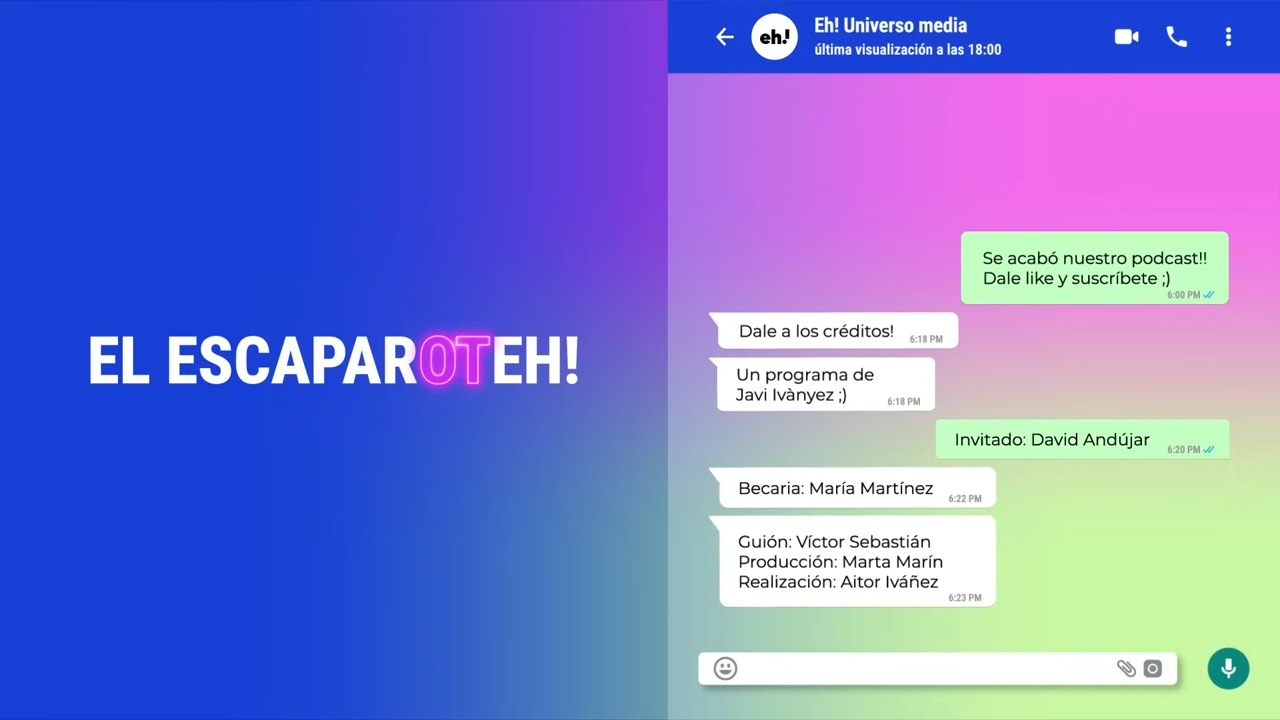 EL ESCAPAROTEH!
eh!
Eh! Universo media
última visualización a las 18:00
Se acabó nuestro podcast!!
Dale like y suscríbete ;)
6:00 PM
Dale a los créditos!
6:18 PM
Un programa de
Javi Ivànyez ;)
6:18 PM
Invitado: David Andújar
6:20 PM
Becaria: María Martínez
6:22 PM
Guión: Víctor Sebastián
Producción: Marta Marín
Realización: Aitor Iváñez
6:23 PM